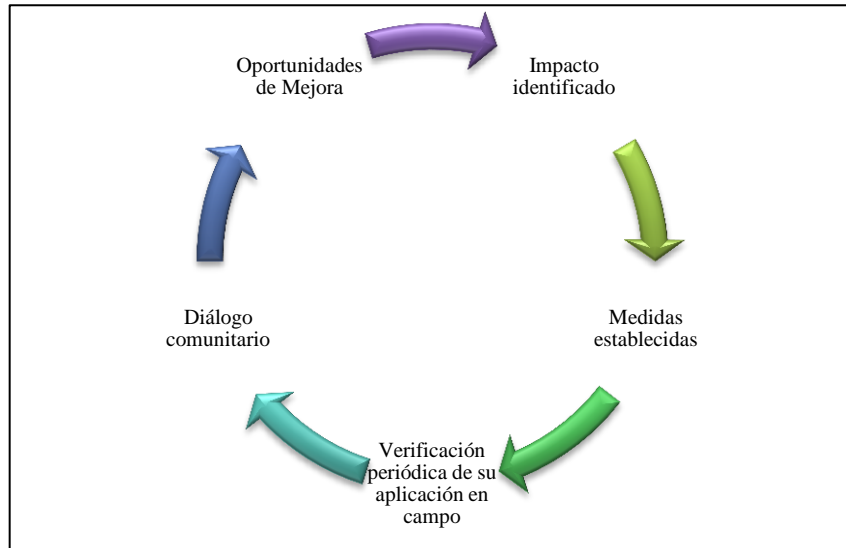 Oportunidades
de Mejora
Impacto
identificado
Medidas
establecidas
Verificación
periódica de su
aplicación en
campo
Diálogo
comunitario